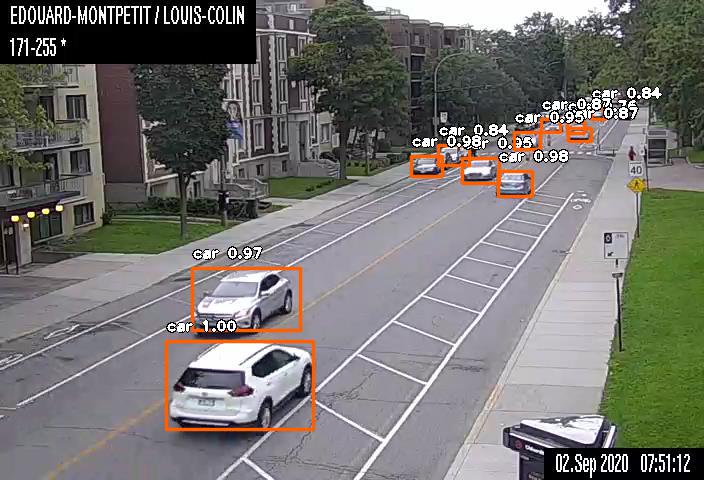 EDOUARD-MONTPETIT / LOUIS-COLIN
171-255 *
car 0.84
car 0.95
car 0.87
car 0.84
car 0.98
car 0.95
car 0.98
40
car 0.97
car 1.00
02.Sep 2020 07:51:12